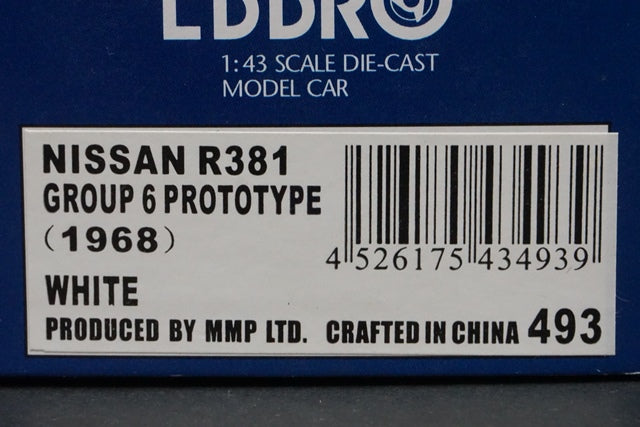 EBBRO
1:43 SCALE DIE-CAST
MODEL CAR
NISSAN R381
GROUP 6 PROTOTYPE
(1968)
4 526175 434939
WHITE
PRODUCED BY MMP LTD. CRAFTED IN CHINA 493